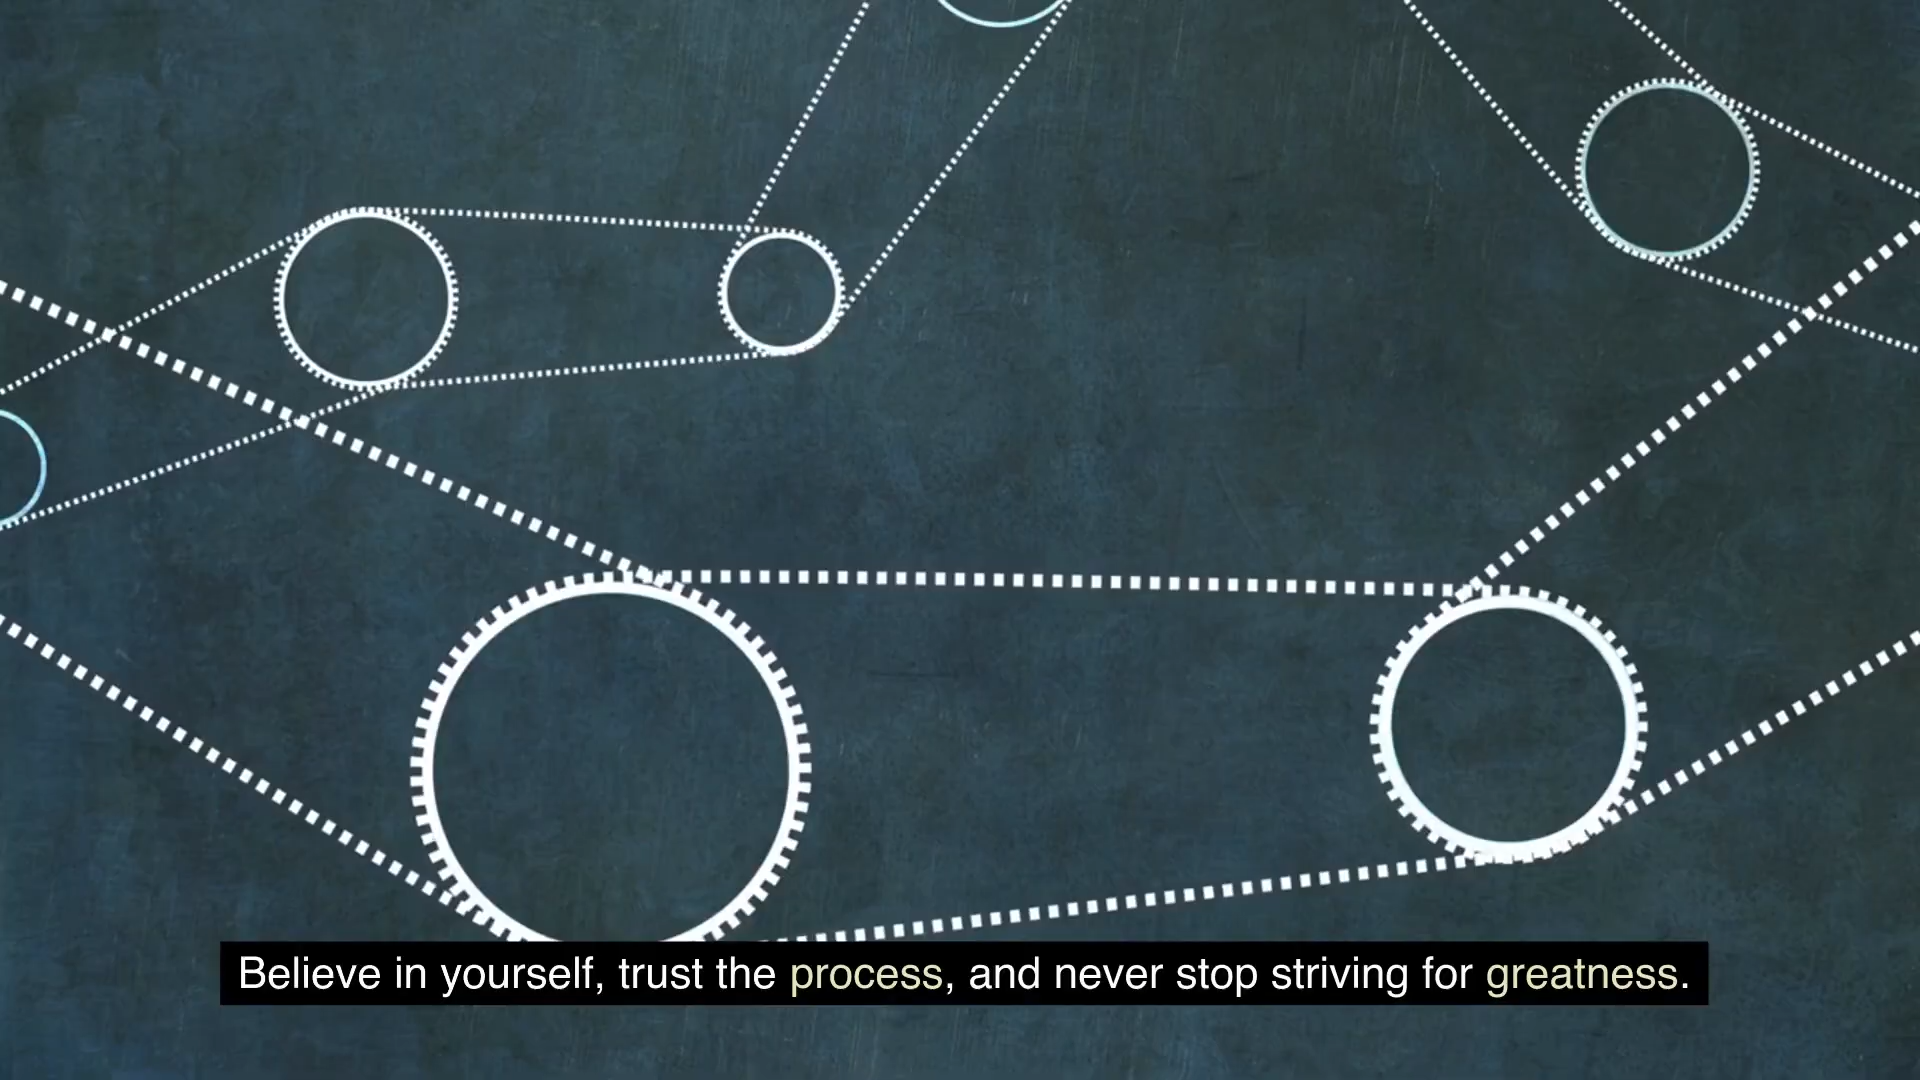 Believe in yourself, trust the process, and never stop striving for greatness.